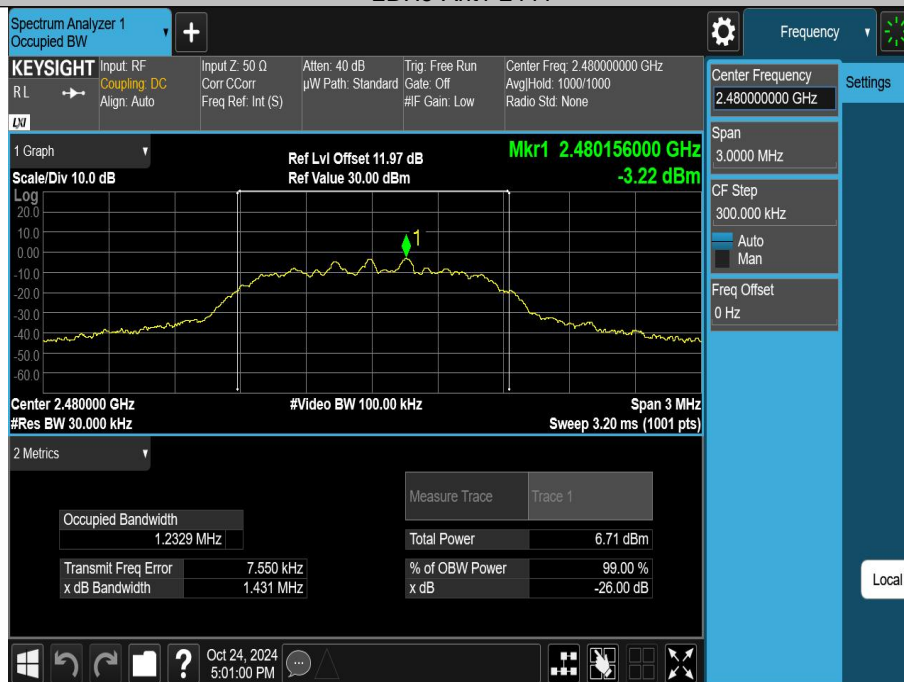 Spectrum Analyzer 1
Occupied BW
Frequency
KEYSIGHT
RL
LXI
Input: RF
Coupling: DC
Align: Auto
Input Z: 50 Ω
Corr CCorr
Freq Ref: Int (S)
Atten: 40 dB
µW Path: Standard
Trig: Free Run
Gate: Off
#IF Gain: Low
Center Freq: 2.480000000 GHz
Avg|Hold: 1000/1000
Radio Std: None
Center Frequency
2.480000000 GHz
Settings
Span
3.0000 MHz
CF Step
300.000 kHz
Auto
Man
Freq Offset
0 Hz
1 Graph
Scale/Div 10.0 dB
Ref Lvl Offset 11.97 dB
Ref Value 30.00 dBm
Mkr1 2.480156000 GHz
-3.22 dBm
Log
20.0
10.0
0.00
-10.0
-20.0
-30.0
-40.0
-50.0
-60.0
1
Center 2.480000 GHz
#Video BW 100.00 kHz
Span 3 MHz
#Res BW 30.000 kHz
Sweep 3.20 ms (1001 pts)
2 Metrics
Measure Trace
Trace 1
Occupied Bandwidth
1.2329 MHz
Total Power
6.71 dBm
Transmit Freq Error
7.550 kHz
% of OBW Power
99.00 %
x dB Bandwidth
1.431 MHz
x dB
-26.00 dB
Local
Oct 24, 2024
5:01:00 PM